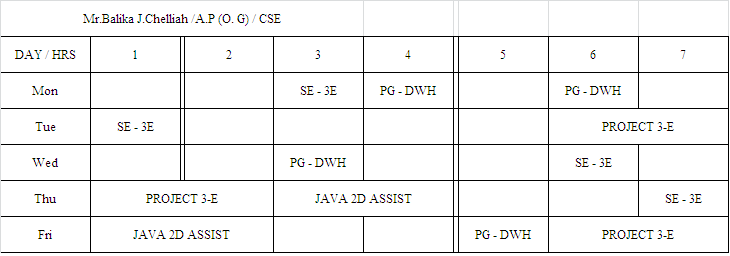 Mr.Balika J.Chelliah /A.P (O. G) / CSE
DAY / HRS 1 2 3 4 5 6 7
Mon SE - 3E PG - DWH PG - DWH
Tue SE - 3E PROJECT 3-E
Wed PG - DWH SE - 3E
Thu PROJECT 3-E JAVA 2D ASSIST SE - 3E
Fri JAVA 2D ASSIST PG - DWH PROJECT 3-E